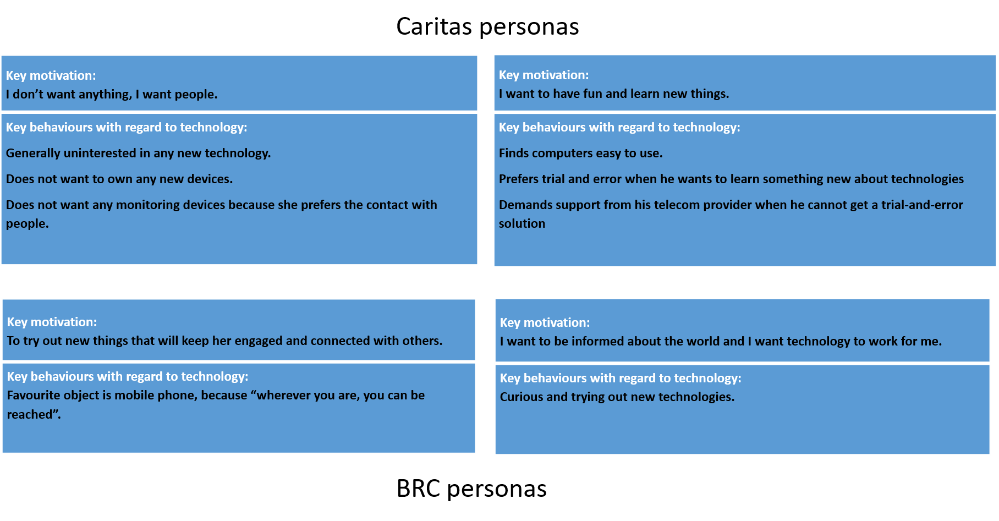 Caritas personas
Key motivation:
I don’t want anything, I want people.
Key behaviours with regard to technology:
Generally uninterested in any new technology.
Does not want to own any new devices.
Does not want any monitoring devices because she prefers the contact with
people.
Key motivation:
I want to have fun and learn new things.
Key behaviours with regard to technology:
Finds computers easy to use.
Prefers trial and error when he wants to learn something new about technologies
Demands support from his telecom provider when he cannot get a trial-and-error
solution
Key motivation:
To try out new things that will keep her engaged and connected with others.
Key behaviours with regard to technology:
Favourite object is mobile phone, because “wherever you are, you can be
reached”.
Key motivation:
I want to be informed about the world and I want technology to work for me.
Key behaviours with regard to technology:
Curious and trying out new technologies.
BRC personas